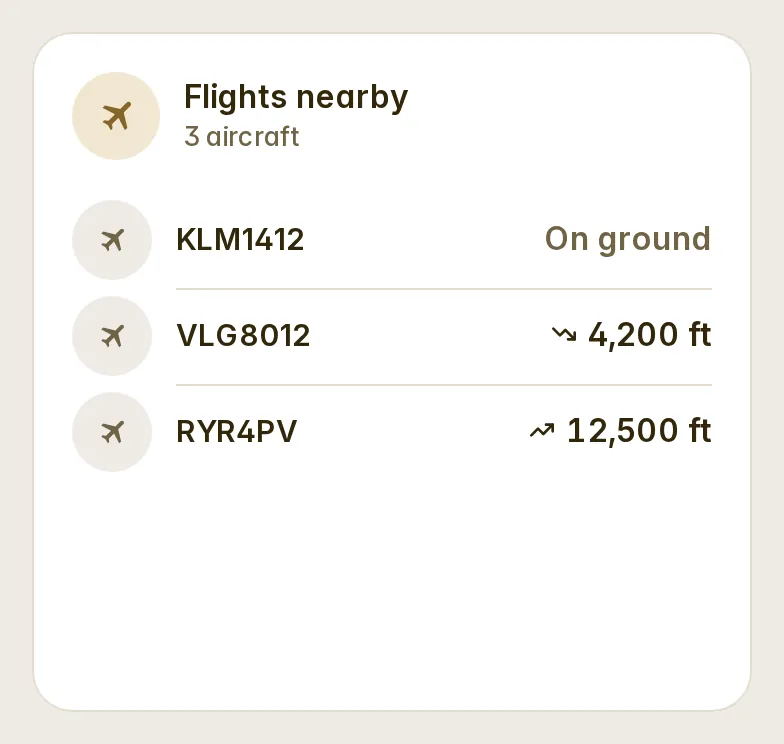 Flights nearby
3 aircraft
KLM1412 On ground
VLG8012 4,200 ft
RYR4PV 12,500 ft